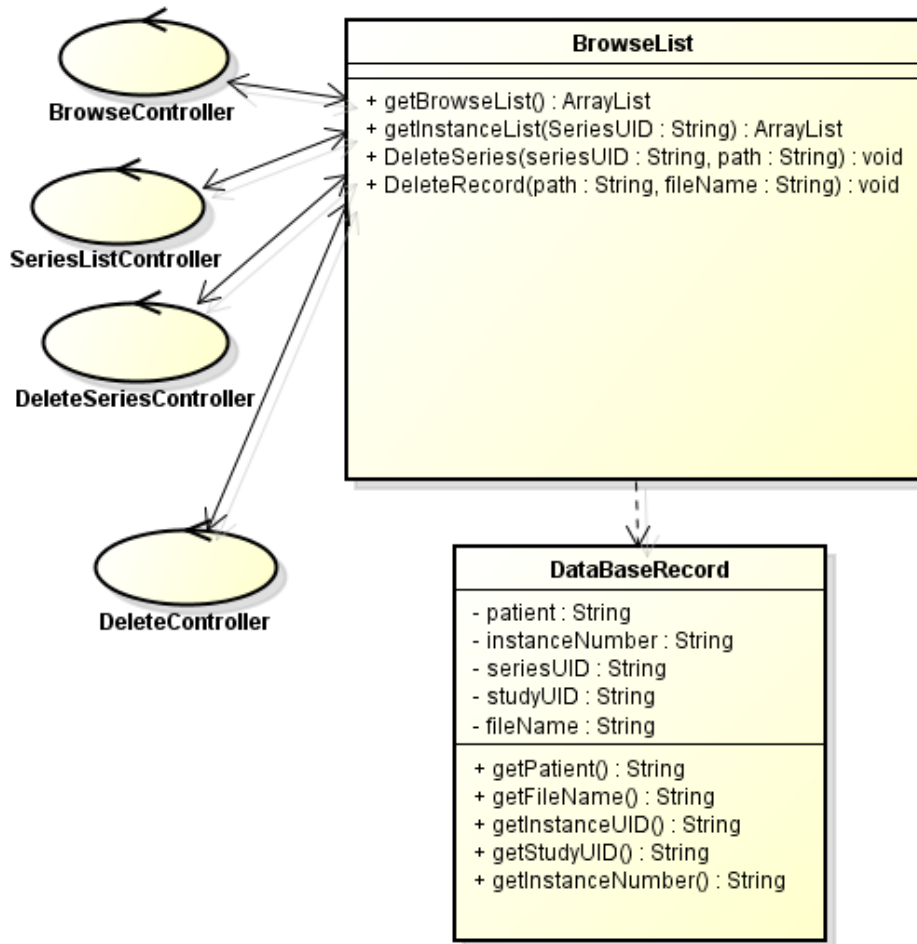 BrowseController
SeriesListController
DeleteSeriesController
DeleteController
BrowseList
+ getBrowseList() : ArrayList
+ getInstanceList(SeriesUID : String) : ArrayList
+ DeleteSeries(seriesUID : String, path : String) : void
+ DeleteRecord(path : String, fileName : String) : void
DataBaseRecord
- patient : String
- instanceNumber : String
- seriesUID : String
- studyUID : String
- fileName : String
+ getPatient() : String
+ getFileName() : String
+ getInstanceUID() : String
+ getStudyUID() : String
+ getInstanceNumber() : String